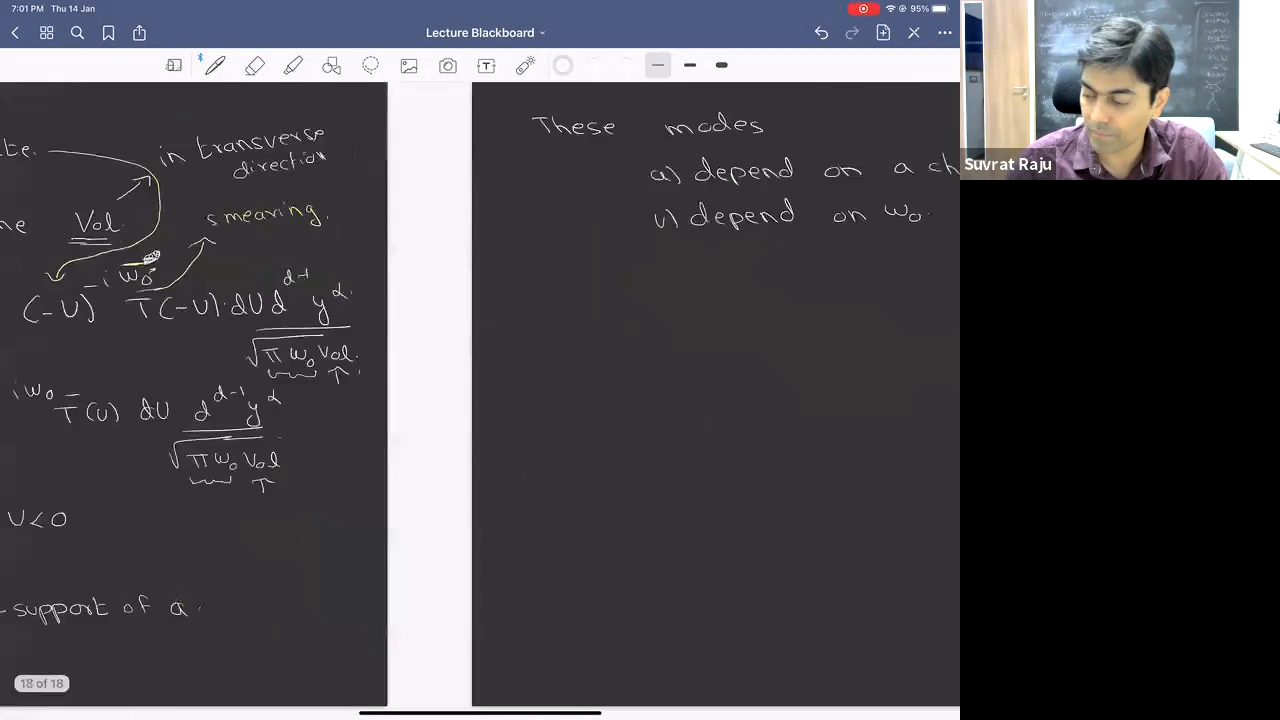 7:01 PM Thu 14 Jan
95%
Lecture Blackboard
Suvrat Raju
in transverse
direction
Vol
smearing.
(-U)^{-iω₀} T(-U) dU d^{d-1} y^α
√π ω₀ Vol.
iω₀ T(U) dU d^{d-1} y^α
√π ω₀ Vol
U<0
support of a
18 of 18
These modes
a) depend on a ch
b) depend on ω₀.